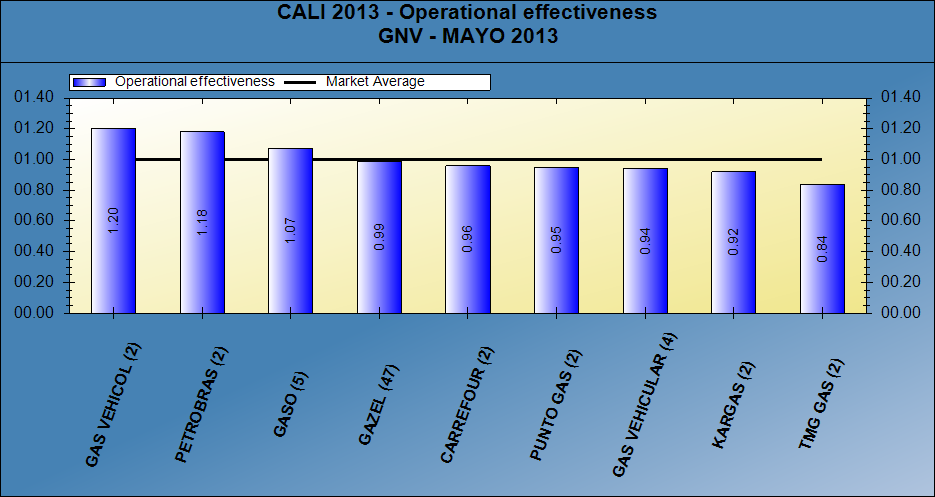 CALI 2013 - Operational effectiveness
GNV - MAYO 2013
Operational effectiveness
Market Average
01.40
01.20
01.00
00.80
00.60
00.40
00.20
00.00
01.40
01.20
01.00
00.80
00.60
00.40
00.20
00.00
1.20
1.18
1.07
0.99
0.96
0.95
0.94
0.92
0.84
GAS VEHICOL (2)
PETROBRAS (2)
GASO (5)
GAZEL (47)
CARREFOUR (2)
PUNTO GAS (2)
GAS VEHICULAR (4)
KARGAS (2)
TMG GAS (2)